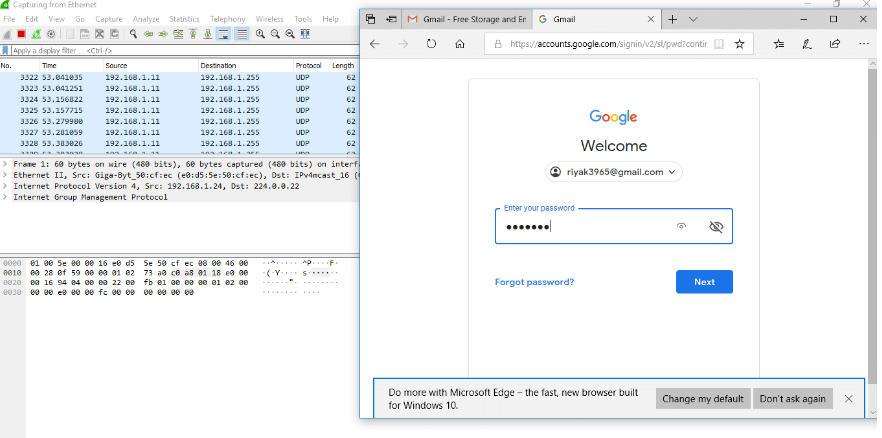 Capturing from Ethernet
File Edit View Go Capture Analyze Statistics Telephony Wireless Tools Help
Apply a display filter ... <Ctrl-/>
No. Time Source Destination Protocol Length
3322 53.041035 192.168.1.11 192.168.1.255 UDP 62
3323 53.041251 192.168.1.11 192.168.1.255 UDP 62
3324 53.156822 192.168.1.11 192.168.1.255 UDP 62
3325 53.157715 192.168.1.11 192.168.1.255 UDP 62
3326 53.279980 192.168.1.11 192.168.1.255 UDP 62
3327 53.281059 192.168.1.11 192.168.1.255 UDP 62
3328 53.383026 192.168.1.11 192.168.1.255 UDP 62
Frame 1: 60 bytes on wire (480 bits), 60 bytes captured (480 bits) on interfa
Ethernet II, Src: Giga-Byt_50:cf:ec (e0:d5:5e:50:cf:ec), Dst: IPv4mcast_16 (
Internet Protocol Version 4, Src: 192.168.1.24, Dst: 224.0.0.22
Internet Group Management Protocol
0000 01 00 5e 00 00 16 e0 d5 5e 50 cf ec 08 00 46 00 ··^····· ^P····F·
0010 00 28 0f 59 00 00 01 02 73 a0 c0 a8 01 18 e0 00 ·(·Y···· s·······
0020 00 16 94 04 00 00 22 00 fb 01 00 00 00 01 02 00 ······"· ········
0030 00 00 e0 00 00 fc 00 00 00 00 00 00 ········ ····
Gmail - Free Storage and Em
Gmail
https://accounts.google.com/signin/v2/sl/pwd?contir
Google
Welcome
riyak3965@gmail.com
Enter your password
•••••••
Forgot password?
Next
Do more with Microsoft Edge – the fast, new browser built
for Windows 10.
Change my default
Don't ask again